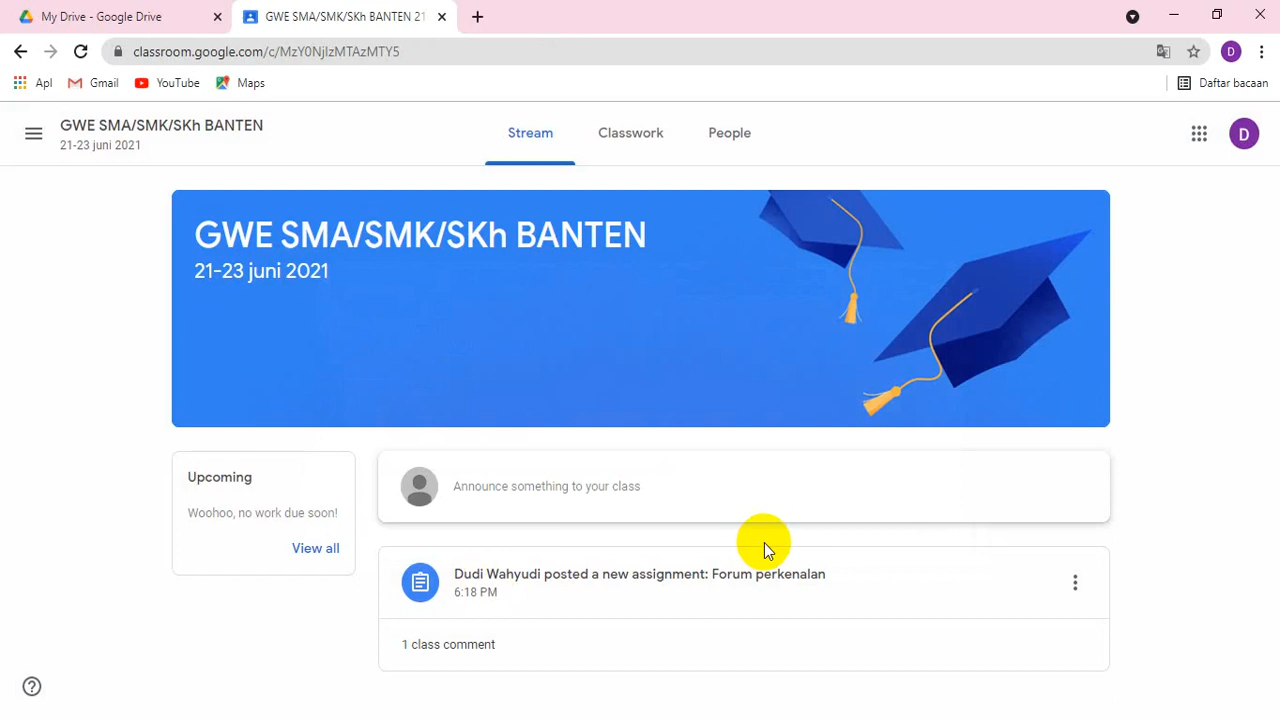 My Drive - Google Drive
GWE SMA/SMK/SKh BANTEN 21
classroom.google.com/c/MzY0NjIzMTAzMTY5
D
Apl
Gmail
YouTube
Maps
Daftar bacaan
GWE SMA/SMK/SKh BANTEN
21-23 juni 2021
Stream
Classwork
People
D
GWE SMA/SMK/SKh BANTEN
21-23 juni 2021
Upcoming
Woohoo, no work due soon!
View all
Announce something to your class
Dudi Wahyudi posted a new assignment: Forum perkenalan
6:18 PM
1 class comment